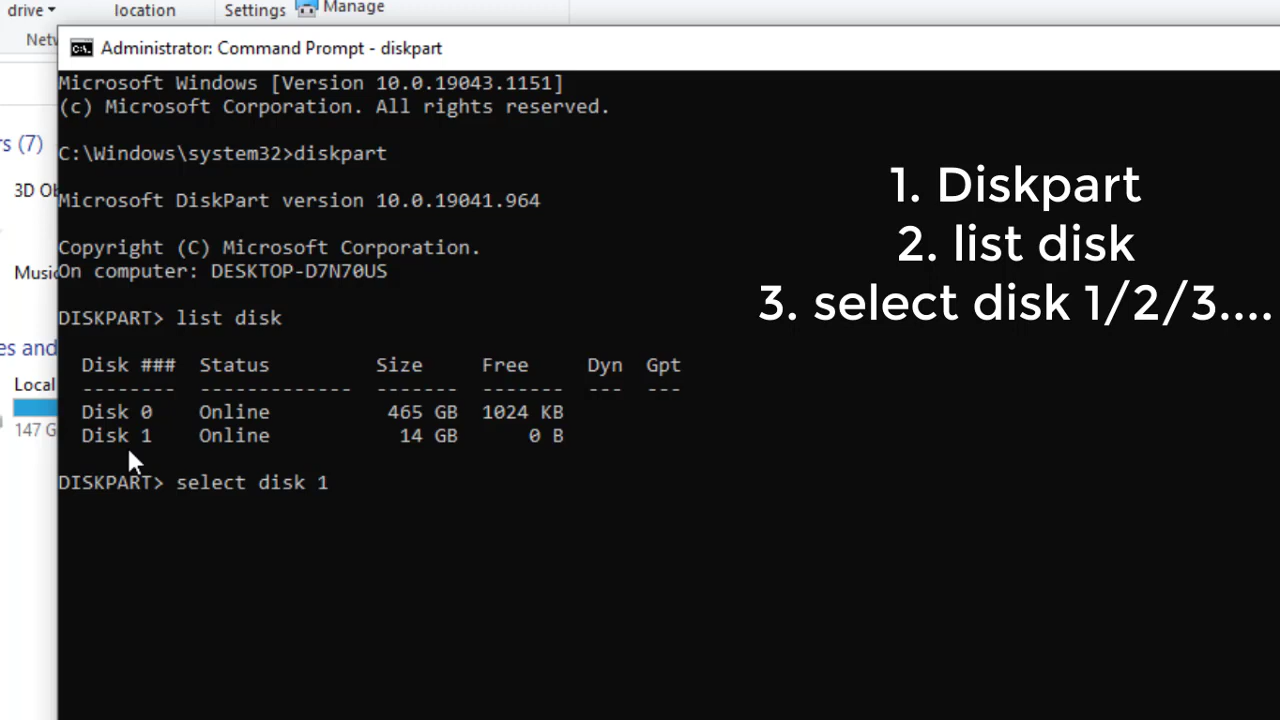 drive
location
Settings
Manage
Netw
Administrator: Command Prompt - diskpart
Microsoft Windows [Version 10.0.19043.1151]
(c) Microsoft Corporation. All rights reserved.
rs (7)
C:\Windows\system32>diskpart
3D Ob
Microsoft DiskPart version 10.0.19041.964
Copyright (C) Microsoft Corporation.
Music
On computer: DESKTOP-D7N70US
DISKPART> list disk
es and
Disk ### Status Size Free Dyn Gpt
-------- ------------- ------- ------- --- ---
Local
Disk 0 Online 465 GB 1024 KB
147 G
Disk 1 Online 14 GB 0 B
DISKPART> select disk 1
1. Diskpart
2. list disk
3. select disk 1/2/3....